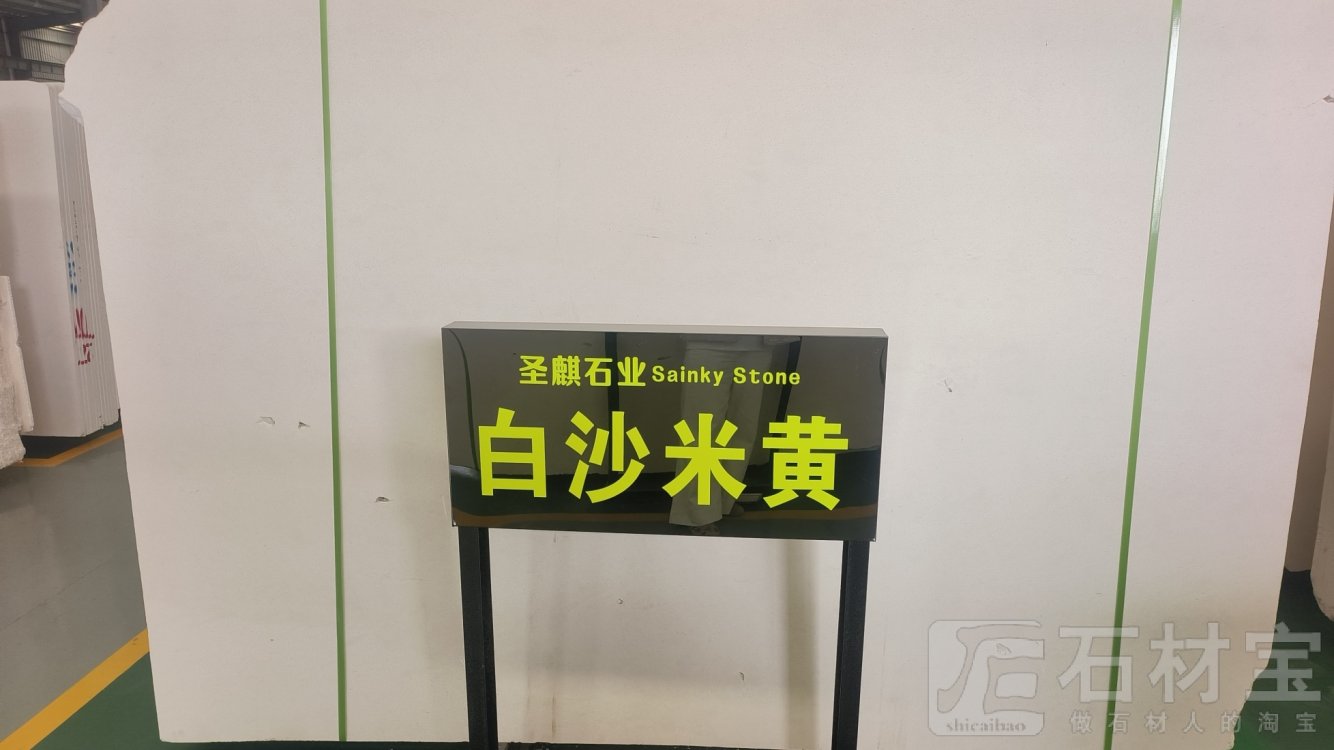 圣麒石业 Sainky Stone
白沙米黄
石材宝
shicaibao
做石材人的淘宝